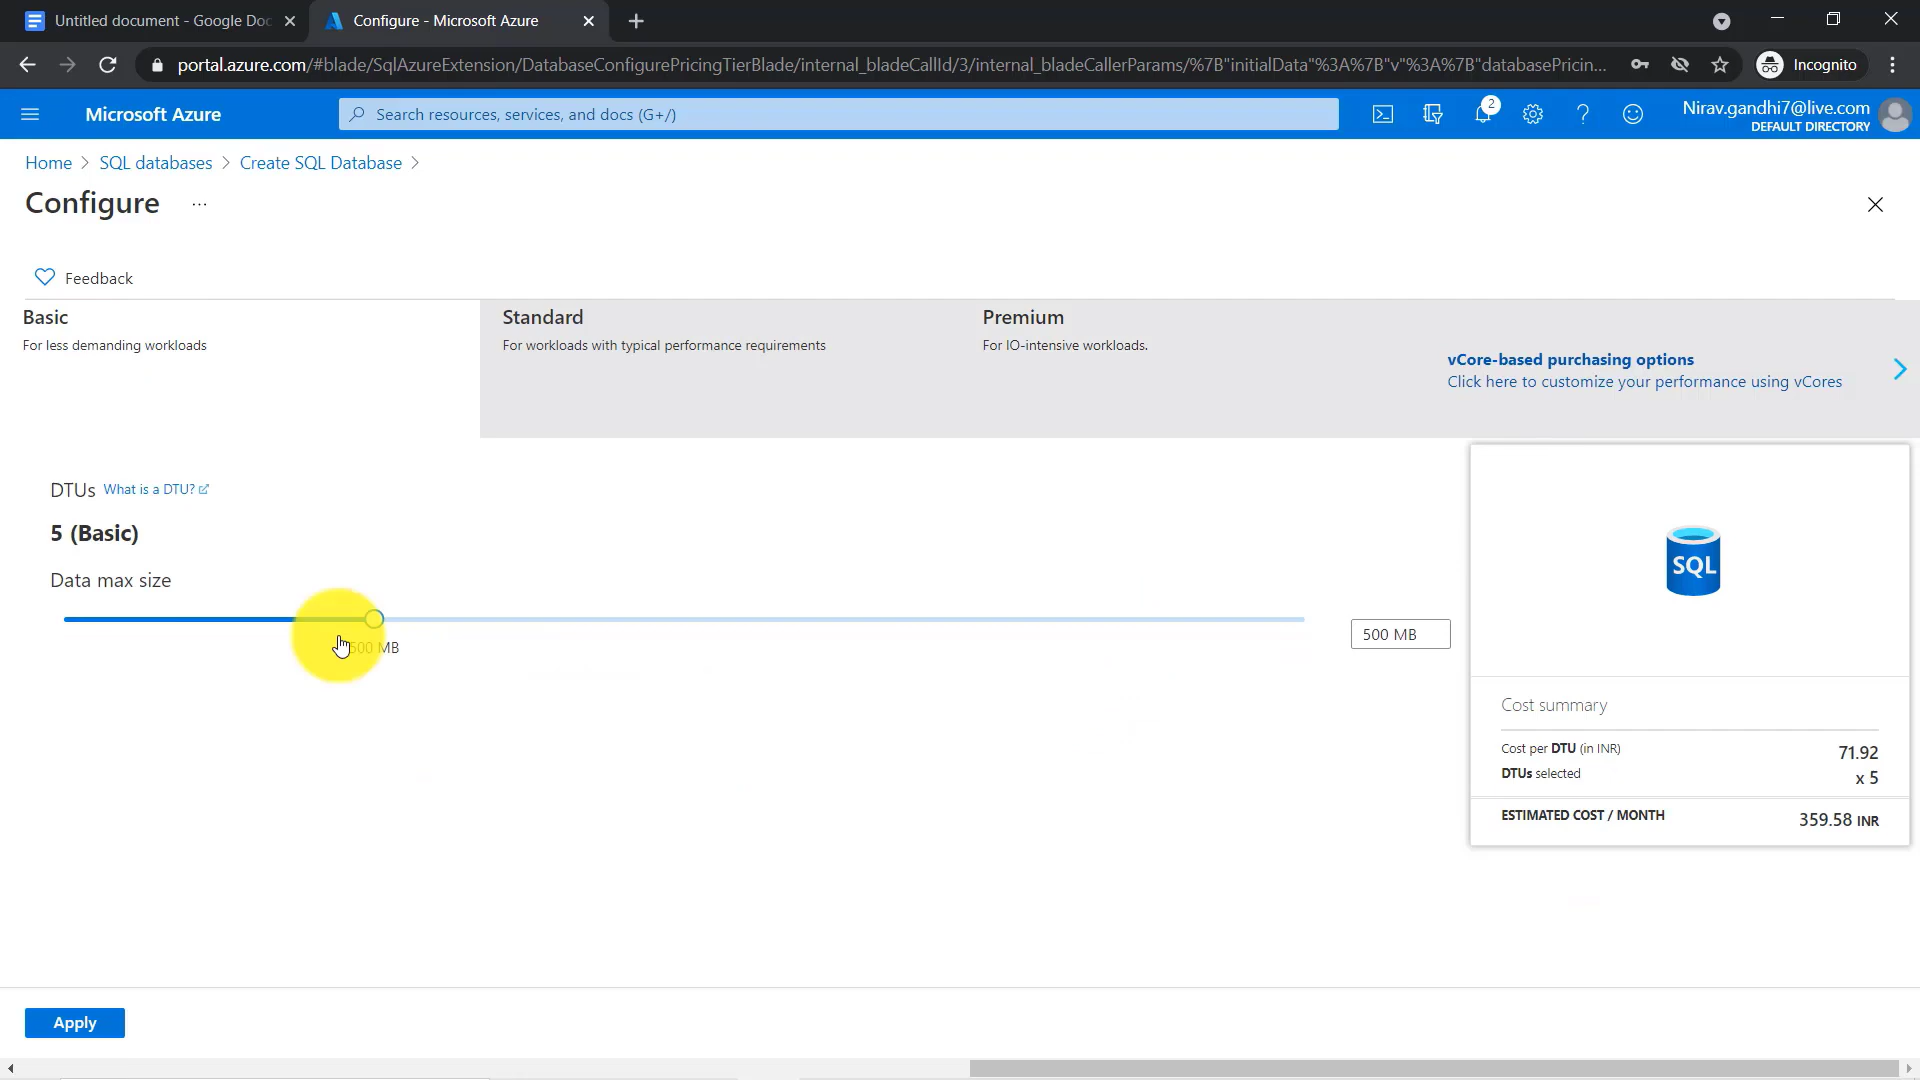 Untitled document - Google Doc
Configure - Microsoft Azure
portal.azure.com/#blade/SqlAzureExtension/DatabaseConfigurePricingTierBlade/internal_bladeCallId/3/internal_bladeCallerParams/%7B"initialData"%3A%7B"v"%3A%7B"databasePricin...
Incognito
Microsoft Azure
Search resources, services, and docs (G+/)
2
Nirav.gandhi7@live.com
DEFAULT DIRECTORY
Home > SQL databases > Create SQL Database >
Configure ...
Feedback
Basic
For less demanding workloads
Standard
For workloads with typical performance requirements
Premium
For IO-intensive workloads.
vCore-based purchasing options
Click here to customize your performance using vCores
DTUs What is a DTU?
5 (Basic)
Data max size
500 MB
500 MB
SQL
Cost summary
Cost per DTU (in INR) 71.92
DTUs selected x 5
ESTIMATED COST / MONTH 359.58 INR
Apply